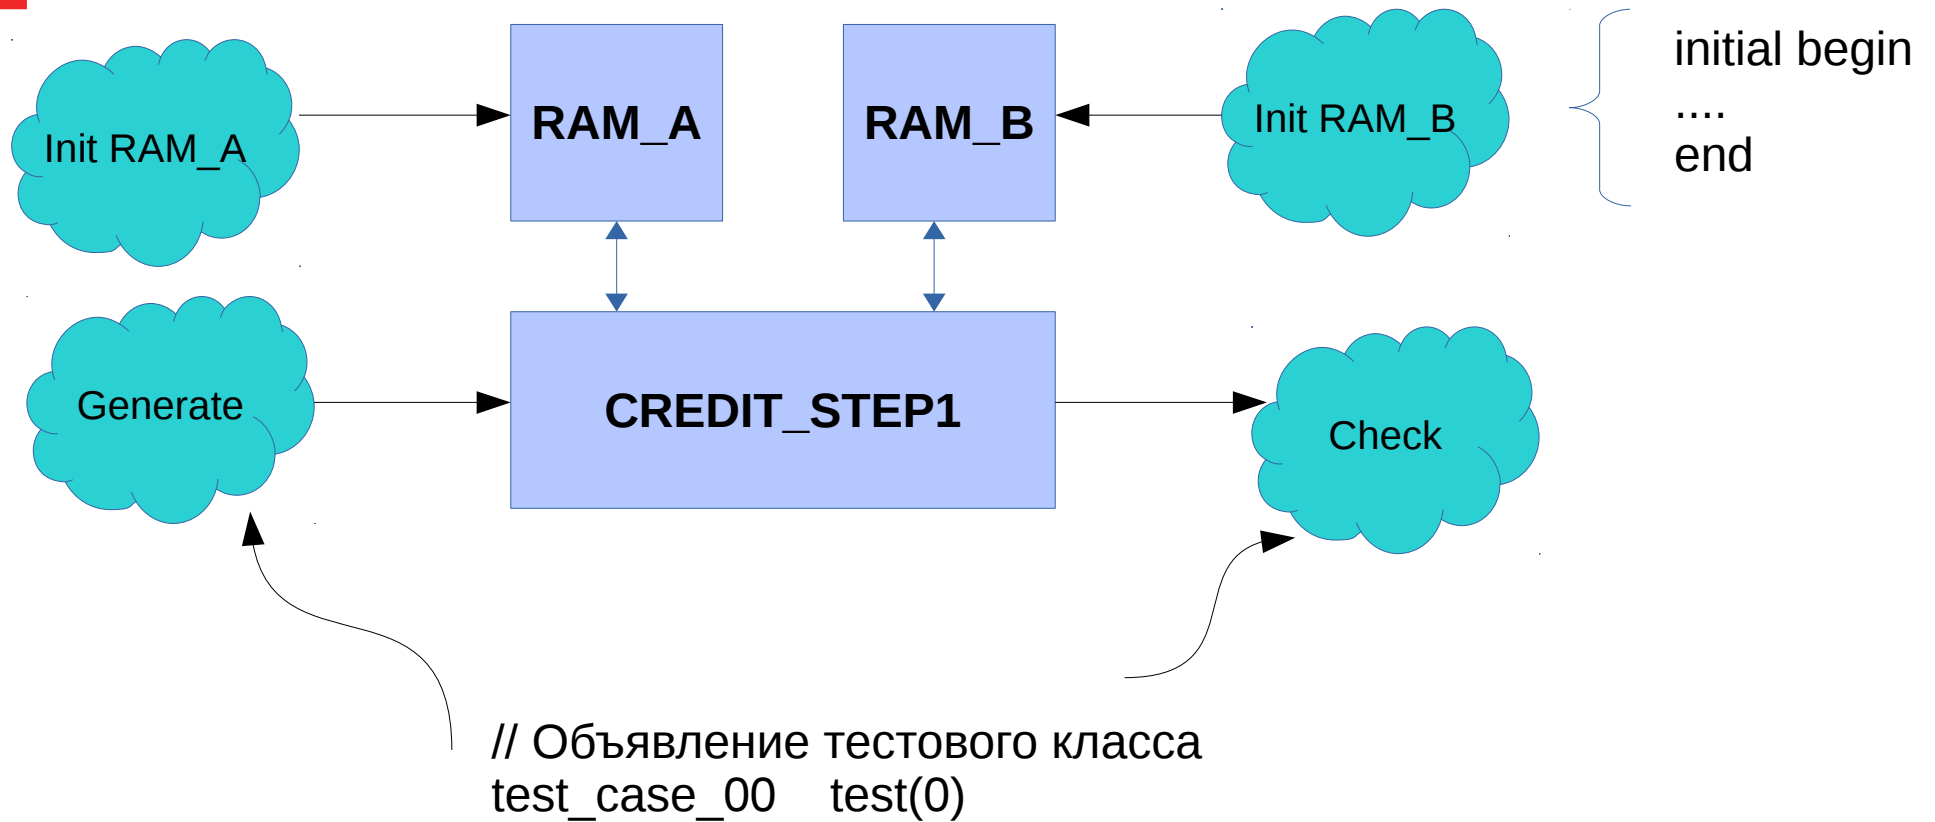 Init RAM_A
RAM_A
RAM_B
Init RAM_B
initial begin
....
end
Generate
CREDIT_STEP1
Check
// Объявление тестового класса
test_case_00 test(0)